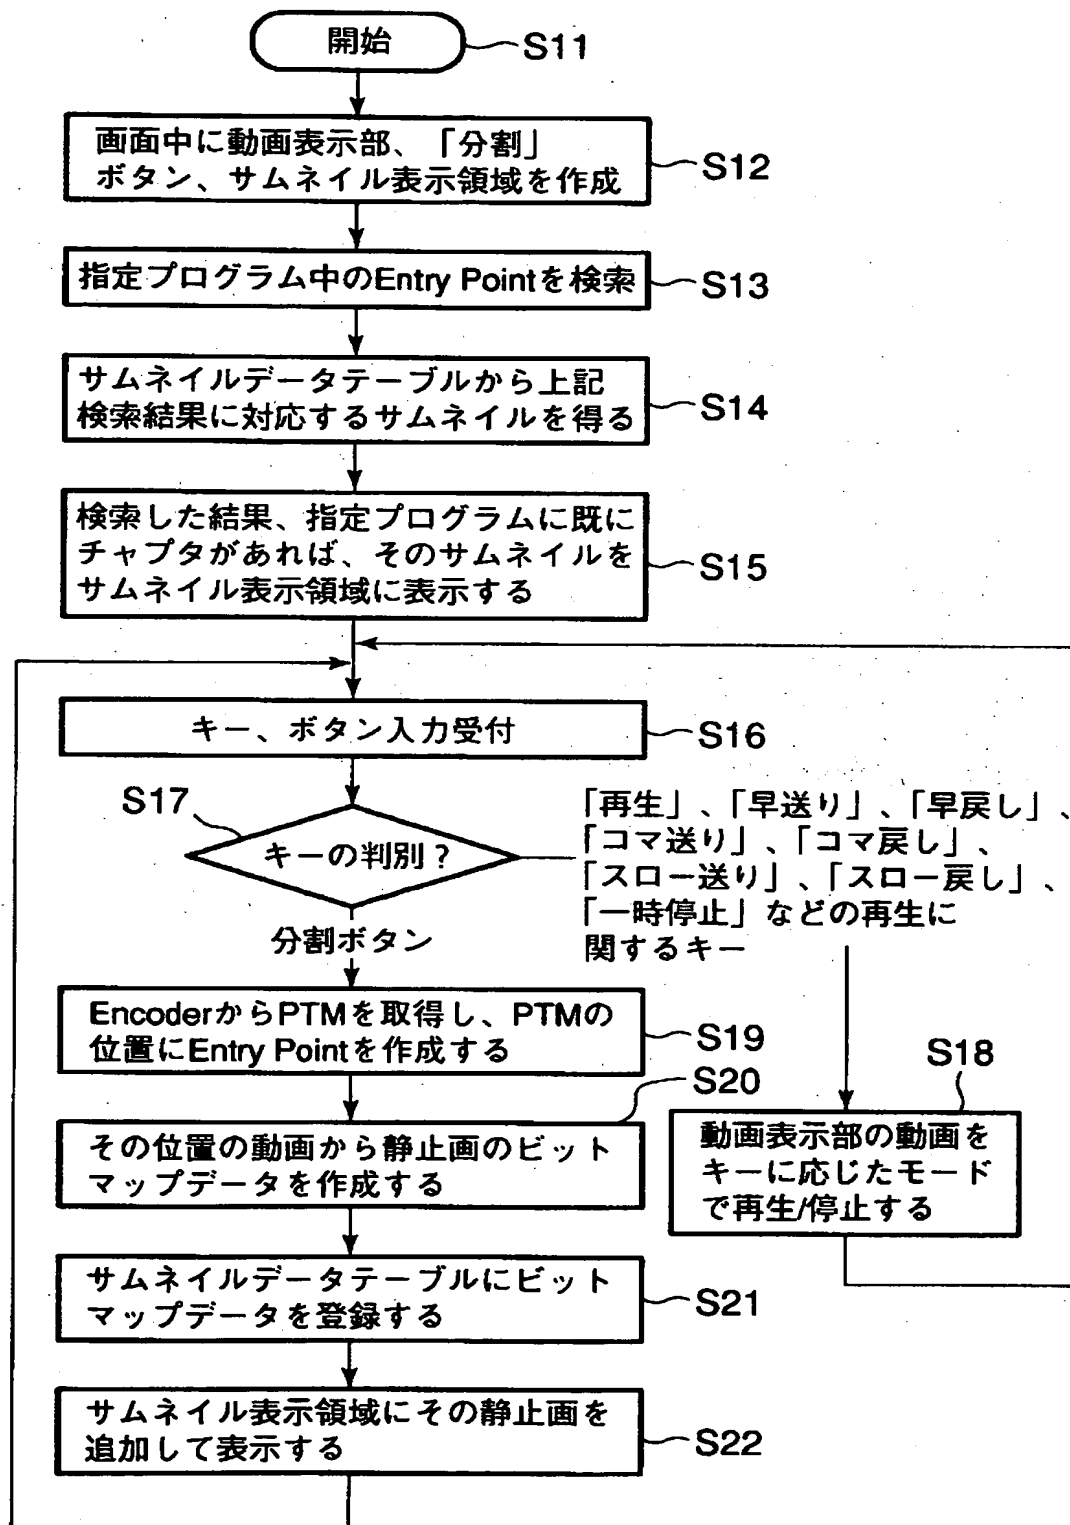 開始
S11
画面中に動画表示部、「分割」
ボタン、サムネイル表示領域を作成
S12
指定プログラム中のEntry Pointを検索
S13
サムネイルデータテーブルから上記
検索結果に対応するサムネイルを得る
S14
検索した結果、指定プログラムに既に
チャプタがあれば、そのサムネイルを
サムネイル表示領域に表示する
S15
キー、ボタン入力受付
S16
S17
キーの判別？
「再生」、「早送り」、「早戻し」、
「コマ送り」、「コマ戻し」、
「スロー送り」、「スロー戻し」、
「一時停止」などの再生に
関するキー
分割ボタン
EncoderからPTMを取得し、PTMの
位置にEntry Pointを作成する
S19
S18
動画表示部の動画を
キーに応じたモード
で再生/停止する
S20
その位置の動画から静止画のビット
マップデータを作成する
サムネイルデータテーブルにビット
マップデータを登録する
S21
サムネイル表示領域にその静止画を
追加して表示する
S22